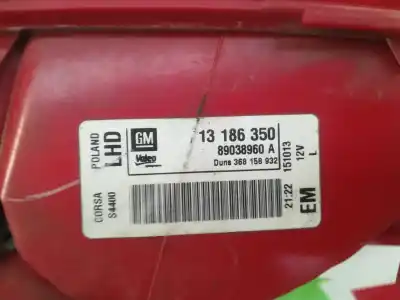 POLAND
LHD
CORSA
S4400
GM
Valeo
13 186 350
89038960 A
Duns 368 158 932
151013
21:22
12V
L
EM